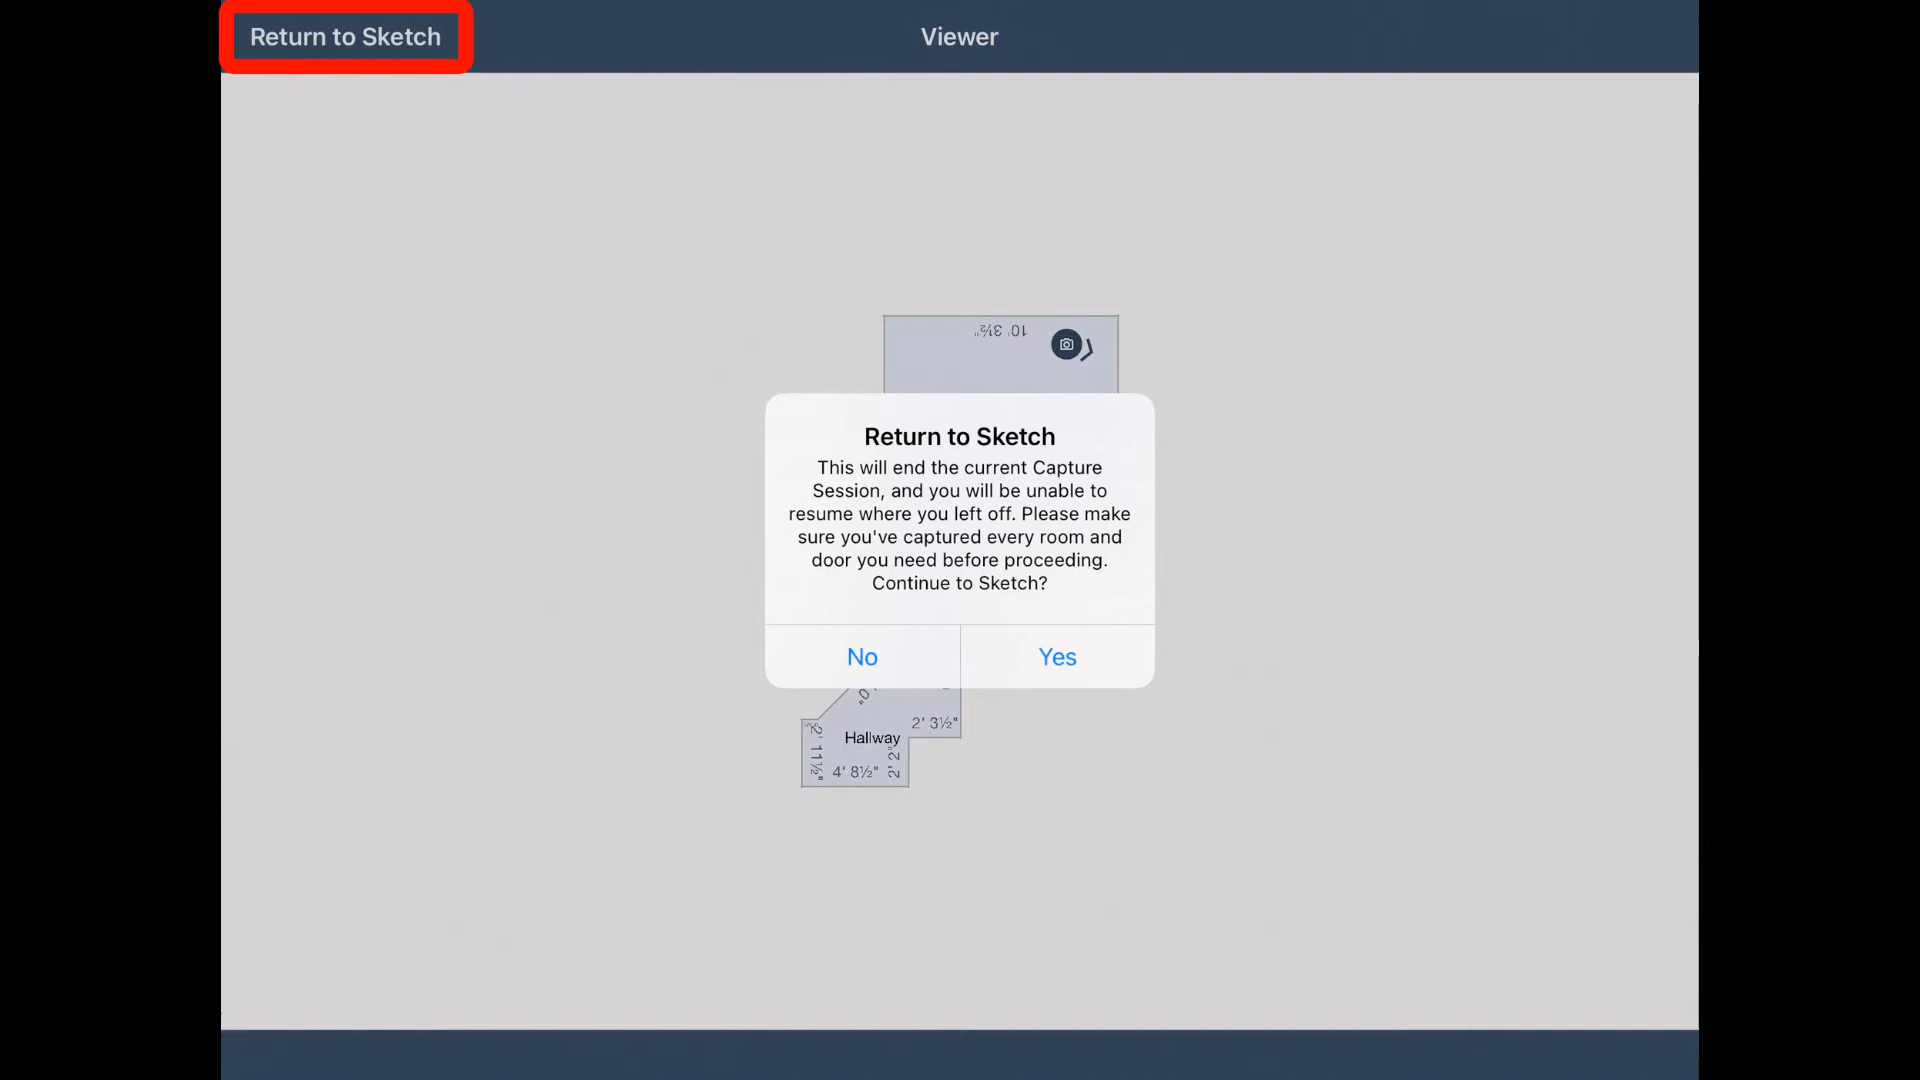 Return to Sketch
Viewer
10' 3½"
Return to Sketch
This will end the current Capture
Session, and you will be unable to
resume where you left off. Please make
sure you've captured every room and
door you need before proceeding.
Continue to Sketch?
No
Yes
2' 3½"
Hallway
2' 11½"
4' 8½"
2' 2"